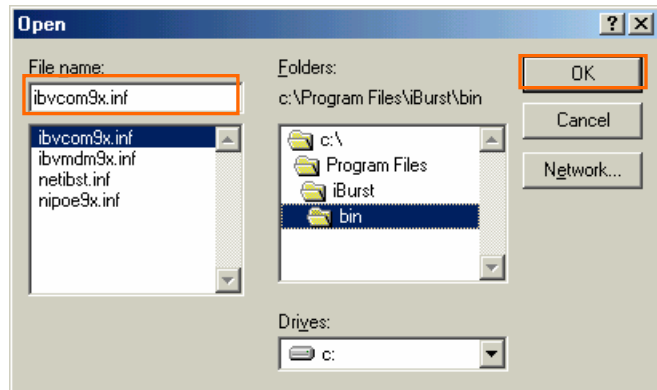 Open
File name:
ibvcom9x.inf
ibvcom9x.inf
ibvmdm9x.inf
netibst.inf
nipoe9x.inf
Folders:
c:\Program Files\iBurst\bin
c:\
Program Files
iBurst
bin
Drives:
c:
OK
Cancel
Network...